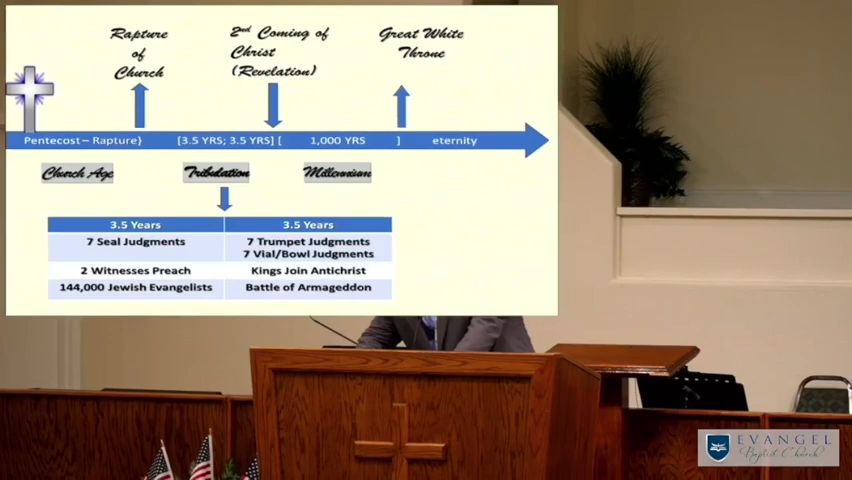 Rapture
of
Church
2nd Coming of
Christ
(Revelation)
Great White
Throne
Pentecost – Rapture} [3.5 YRS; 3.5 YRS] [ 1,000 YRS ] eternity
Church Age Tribulation Millennium
3.5 Years 3.5 Years
7 Seal Judgments 7 Trumpet Judgments
7 Vial/Bowl Judgments
2 Witnesses Preach Kings Join Antichrist
144,000 Jewish Evangelists Battle of Armageddon
EVANGEL
Baptist Church